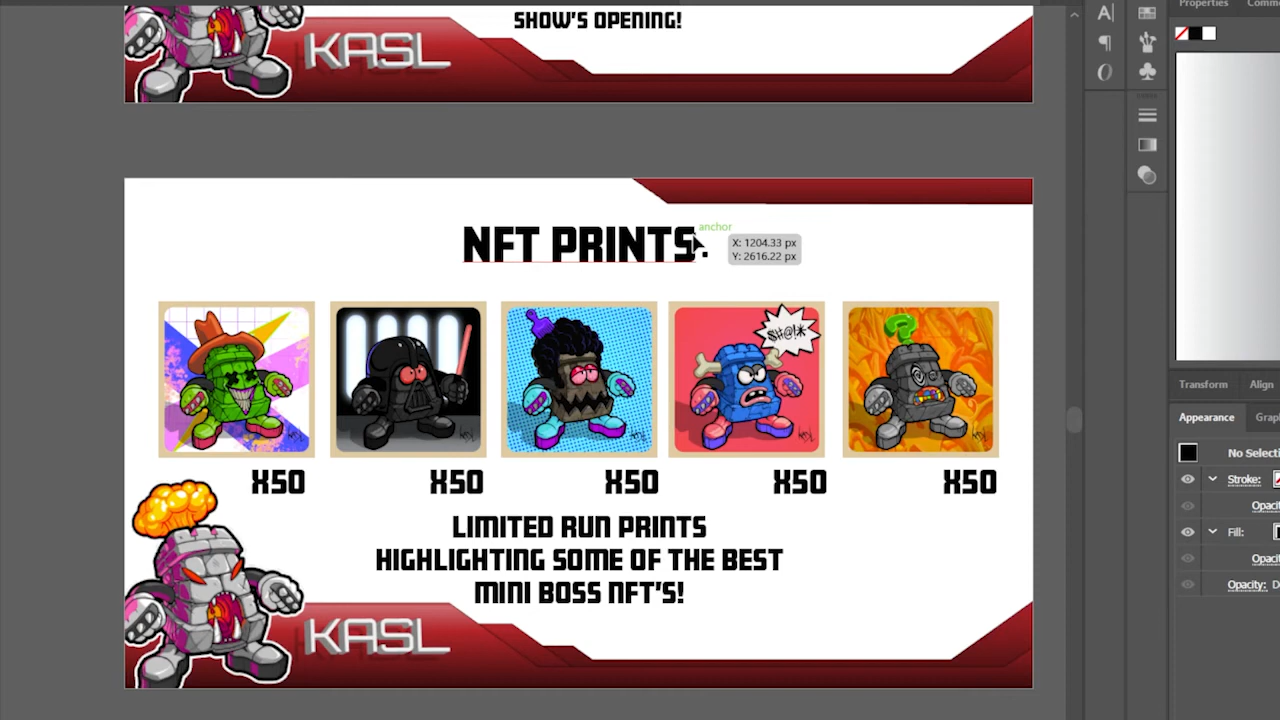 SHOW'S OPENING!
KASL
NFT PRINTS
anchor
X: 1204.33 px
Y: 2616.22 px
$#@!*
X50 X50 X50 X50 X50
LIMITED RUN PRINTS
HIGHLIGHTING SOME OF THE BEST
MINI BOSS NFT'S!
KASL
Properties
Transform Align
Appearance
No Selecti
Stroke:
Opaci
Fill:
Opaci
Opacity: